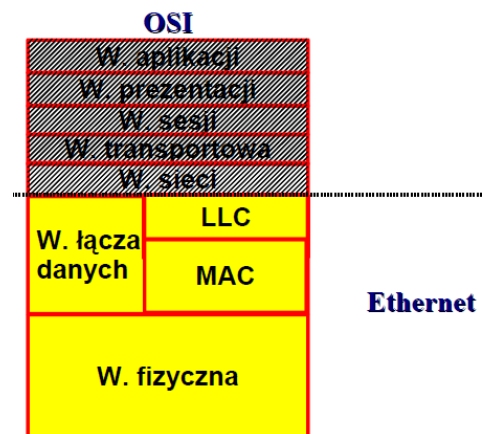 OSI
W. aplikacji
W. prezentacji
W. sesji
W. transportowa
W. sieci
LLC
W. łącza
danych
MAC
Ethernet
W. fizyczna